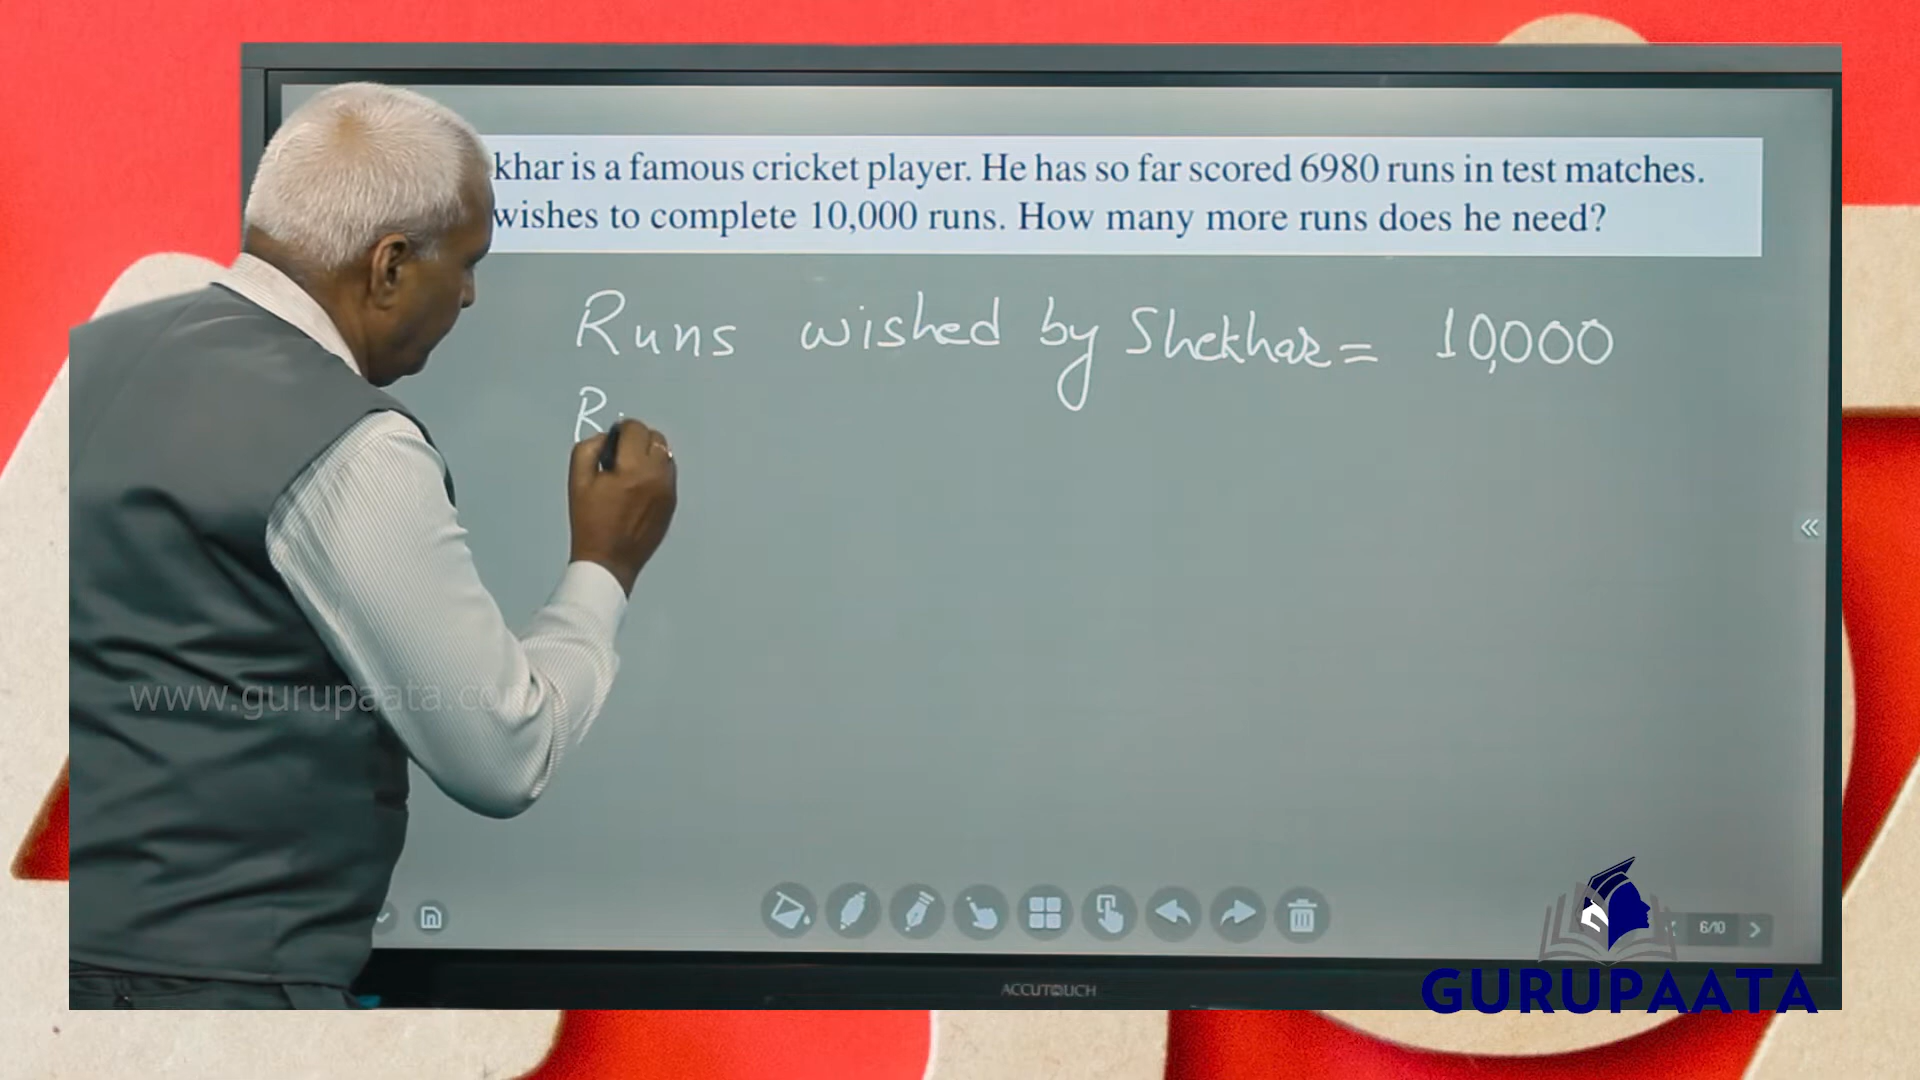 khar is a famous cricket player. He has so far scored 6980 runs in test matches.
wishes to complete 10,000 runs. How many more runs does he need?
Runs wished by Shekhar = 10,000
R
www.gurupaata.co
6/10
ACCUTOUCH
GURUPAATA